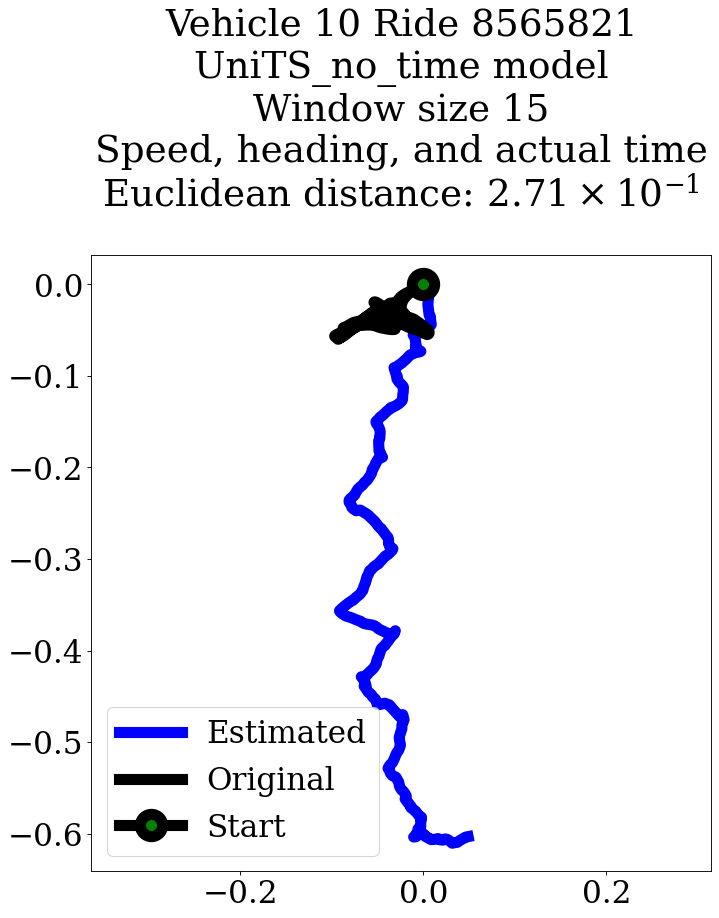 Vehicle 10 Ride 8565821
UniTS_no_time model
Window size 15
Speed, heading, and actual time
Euclidean distance: 2.71 × 10⁻¹
0.0
−0.1
−0.2
−0.3
−0.4
−0.5
−0.6
Estimated
Original
Start
−0.2 0.0 0.2